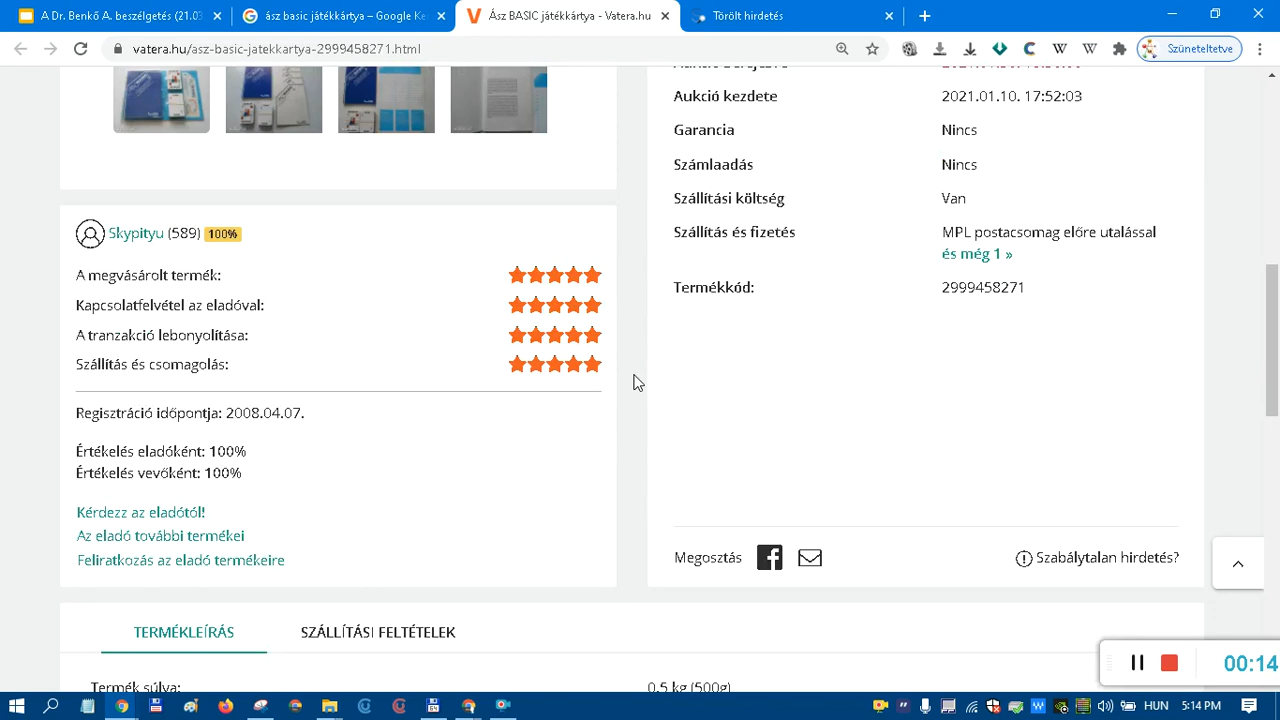 A Dr. Benkő A. beszélgetés (21.03
ász basic játékkártya – Google Ke
Ász BASIC játékkártya - Vatera.hu
Törölt hirdetés
vatera.hu/asz-basic-jatekkartya-2999458271.html
Szüneteltetve
Aukció kezdete 2021.01.10. 17:52:03
Garancia Nincs
Számlaadás Nincs
Szállítási költség Van
Szállítás és fizetés MPL postacsomag előre utalással
és még 1 »
Termékkód: 2999458271
Skypityu (589) 100%
A megvásárolt termék:
Kapcsolatfelvétel az eladóval:
A tranzakció lebonyolítása:
Szállítás és csomagolás:
Regisztráció időpontja: 2008.04.07.
Értékelés eladóként: 100%
Értékelés vevőként: 100%
Kérdezz az eladótól!
Az eladó további termékei
Feliratkozás az eladó termékeire
Megosztás
Szabálytalan hirdetés?
TERMÉKLEÍRÁS
SZÁLLÍTÁSI FELTÉTELEK
Termék súlya: 0.5 kg (500g)
00:14
HUN 5:14 PM